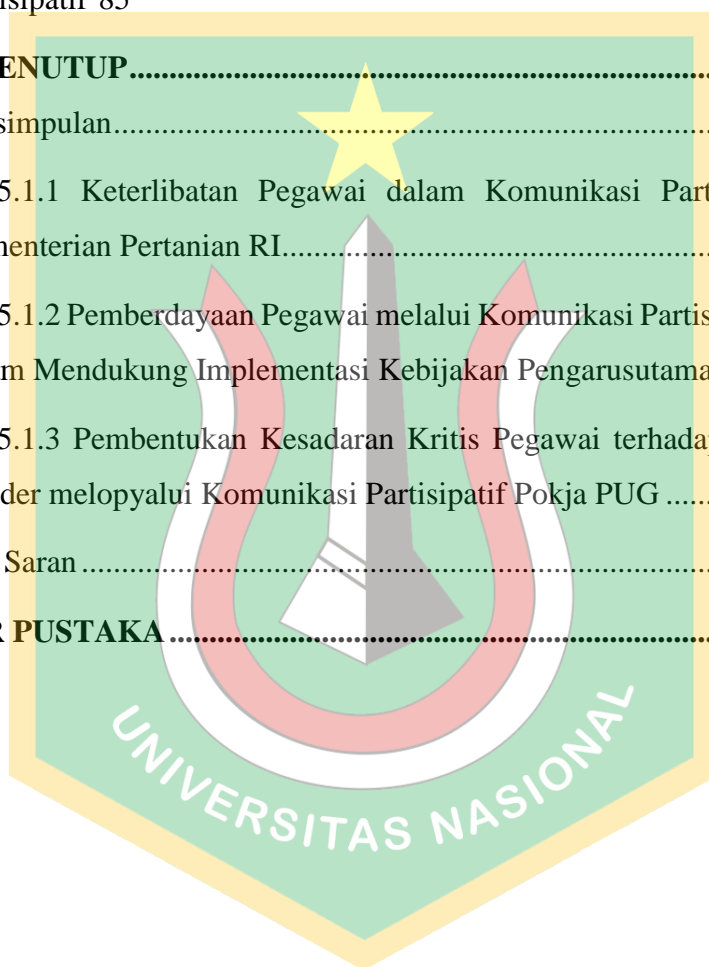 isipatif 85
ENUTUP
simpulan
5.1.1 Keterlibatan Pegawai dalam Komunikasi Part
nenterian Pertanian RI
5.1.2 Pemberdayaan Pegawai melalui Komunikasi Partis
m Mendukung Implementasi Kebijakan Pengarusutama
5.1.3 Pembentukan Kesadaran Kritis Pegawai terhadap
der melopyalui Komunikasi Partisipatif Pokja PUG
Saran
R PUSTAKA
UNIVERSITAS NASIONAL